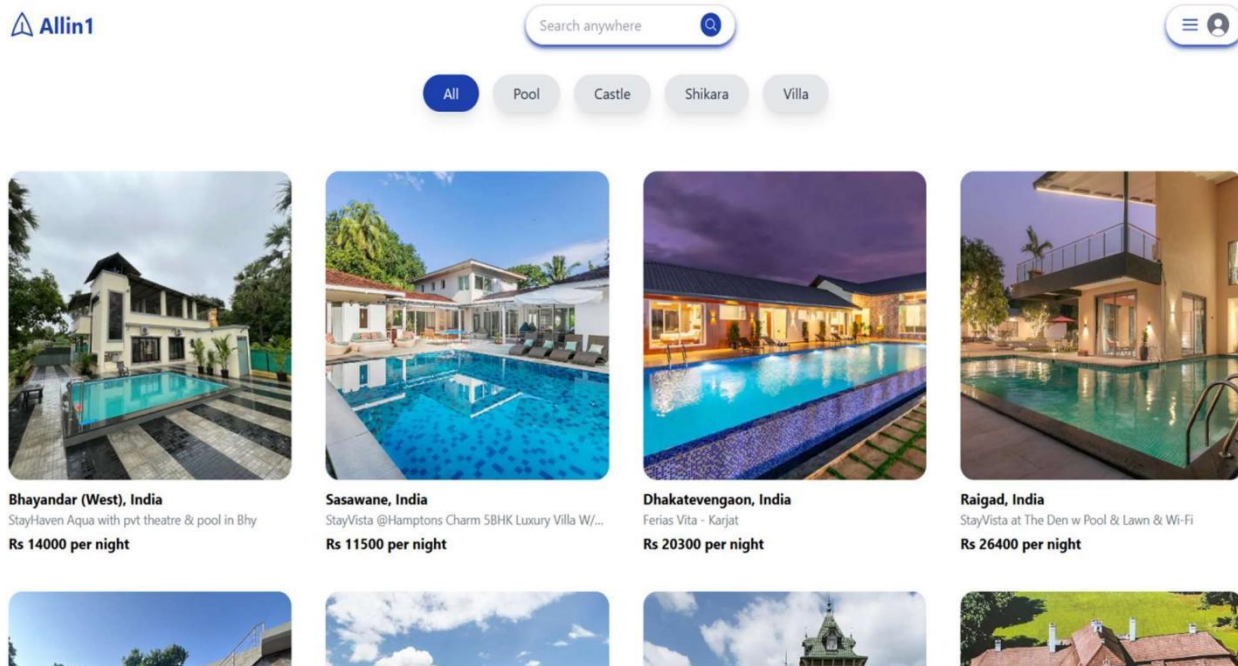 Allin1
Search anywhere
All
Pool
Castle
Shikara
Villa
Bhayandar (West), India
StayHaven Aqua with pvt theatre & pool in Bhy
Rs 14000 per night
Sasawane, India
StayVista @Hamptons Charm 5BHK Luxury Villa W/...
Rs 11500 per night
Dhakatevengaon, India
Ferias Vita - Karjat
Rs 20300 per night
Raigad, India
StayVista at The Den w Pool & Lawn & Wi-Fi
Rs 26400 per night